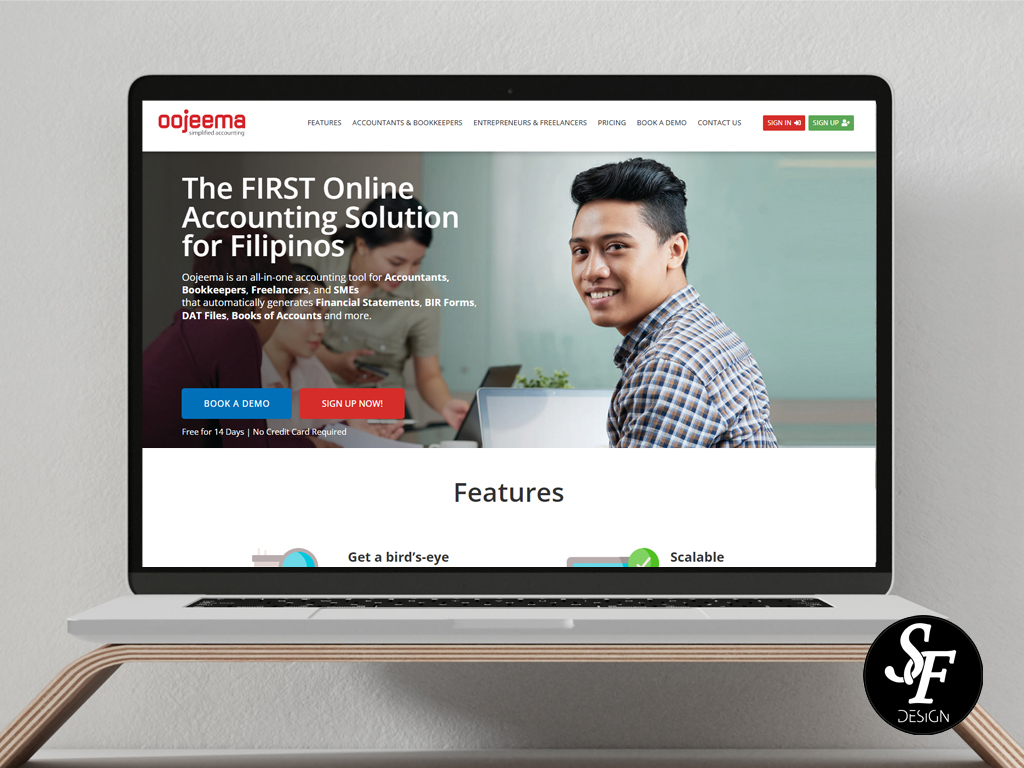 oojeema
simplified accounting
FEATURES
ACCOUNTANTS & BOOKKEEPERS
ENTREPRENEURS & FREELANCERS
PRICING
BOOK A DEMO
CONTACT US
SIGN IN
SIGN UP
The FIRST Online
Accounting Solution
for Filipinos
Oojeema is an all-in-one accounting tool for Accountants,
Bookkeepers, Freelancers, and SMEs
that automatically generates Financial Statements, BIR Forms,
DAT Files, Books of Accounts and more.
BOOK A DEMO
SIGN UP NOW!
Free for 14 Days | No Credit Card Required
Features
Get a bird's-eye
Scalable
SF
DESIGN